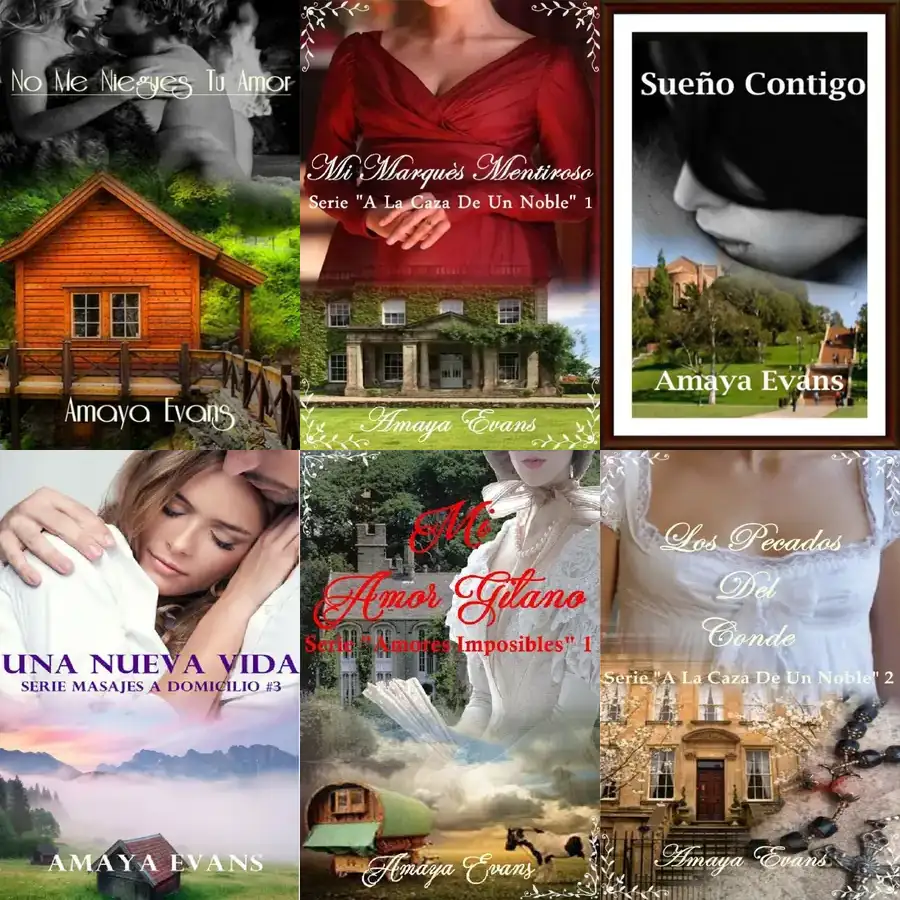 No Me Niegues Tu Amor
Amaya Evans
Mi Marquès Mentiroso
Serie "A La Caza De Un Noble" 1
Amaya Evans
Sueño Contigo
Amaya Evans
UNA NUEVA VIDA
SERIE MASAJES A DOMICILIO #3
AMAYA EVANS
Mi
Amor Gitano
Serie "Amores Imposibles" 1
Amaya Evans
Los Pecados
Del
Conde
Serie "A La Caza De Un Noble" 2
Amaya Evans